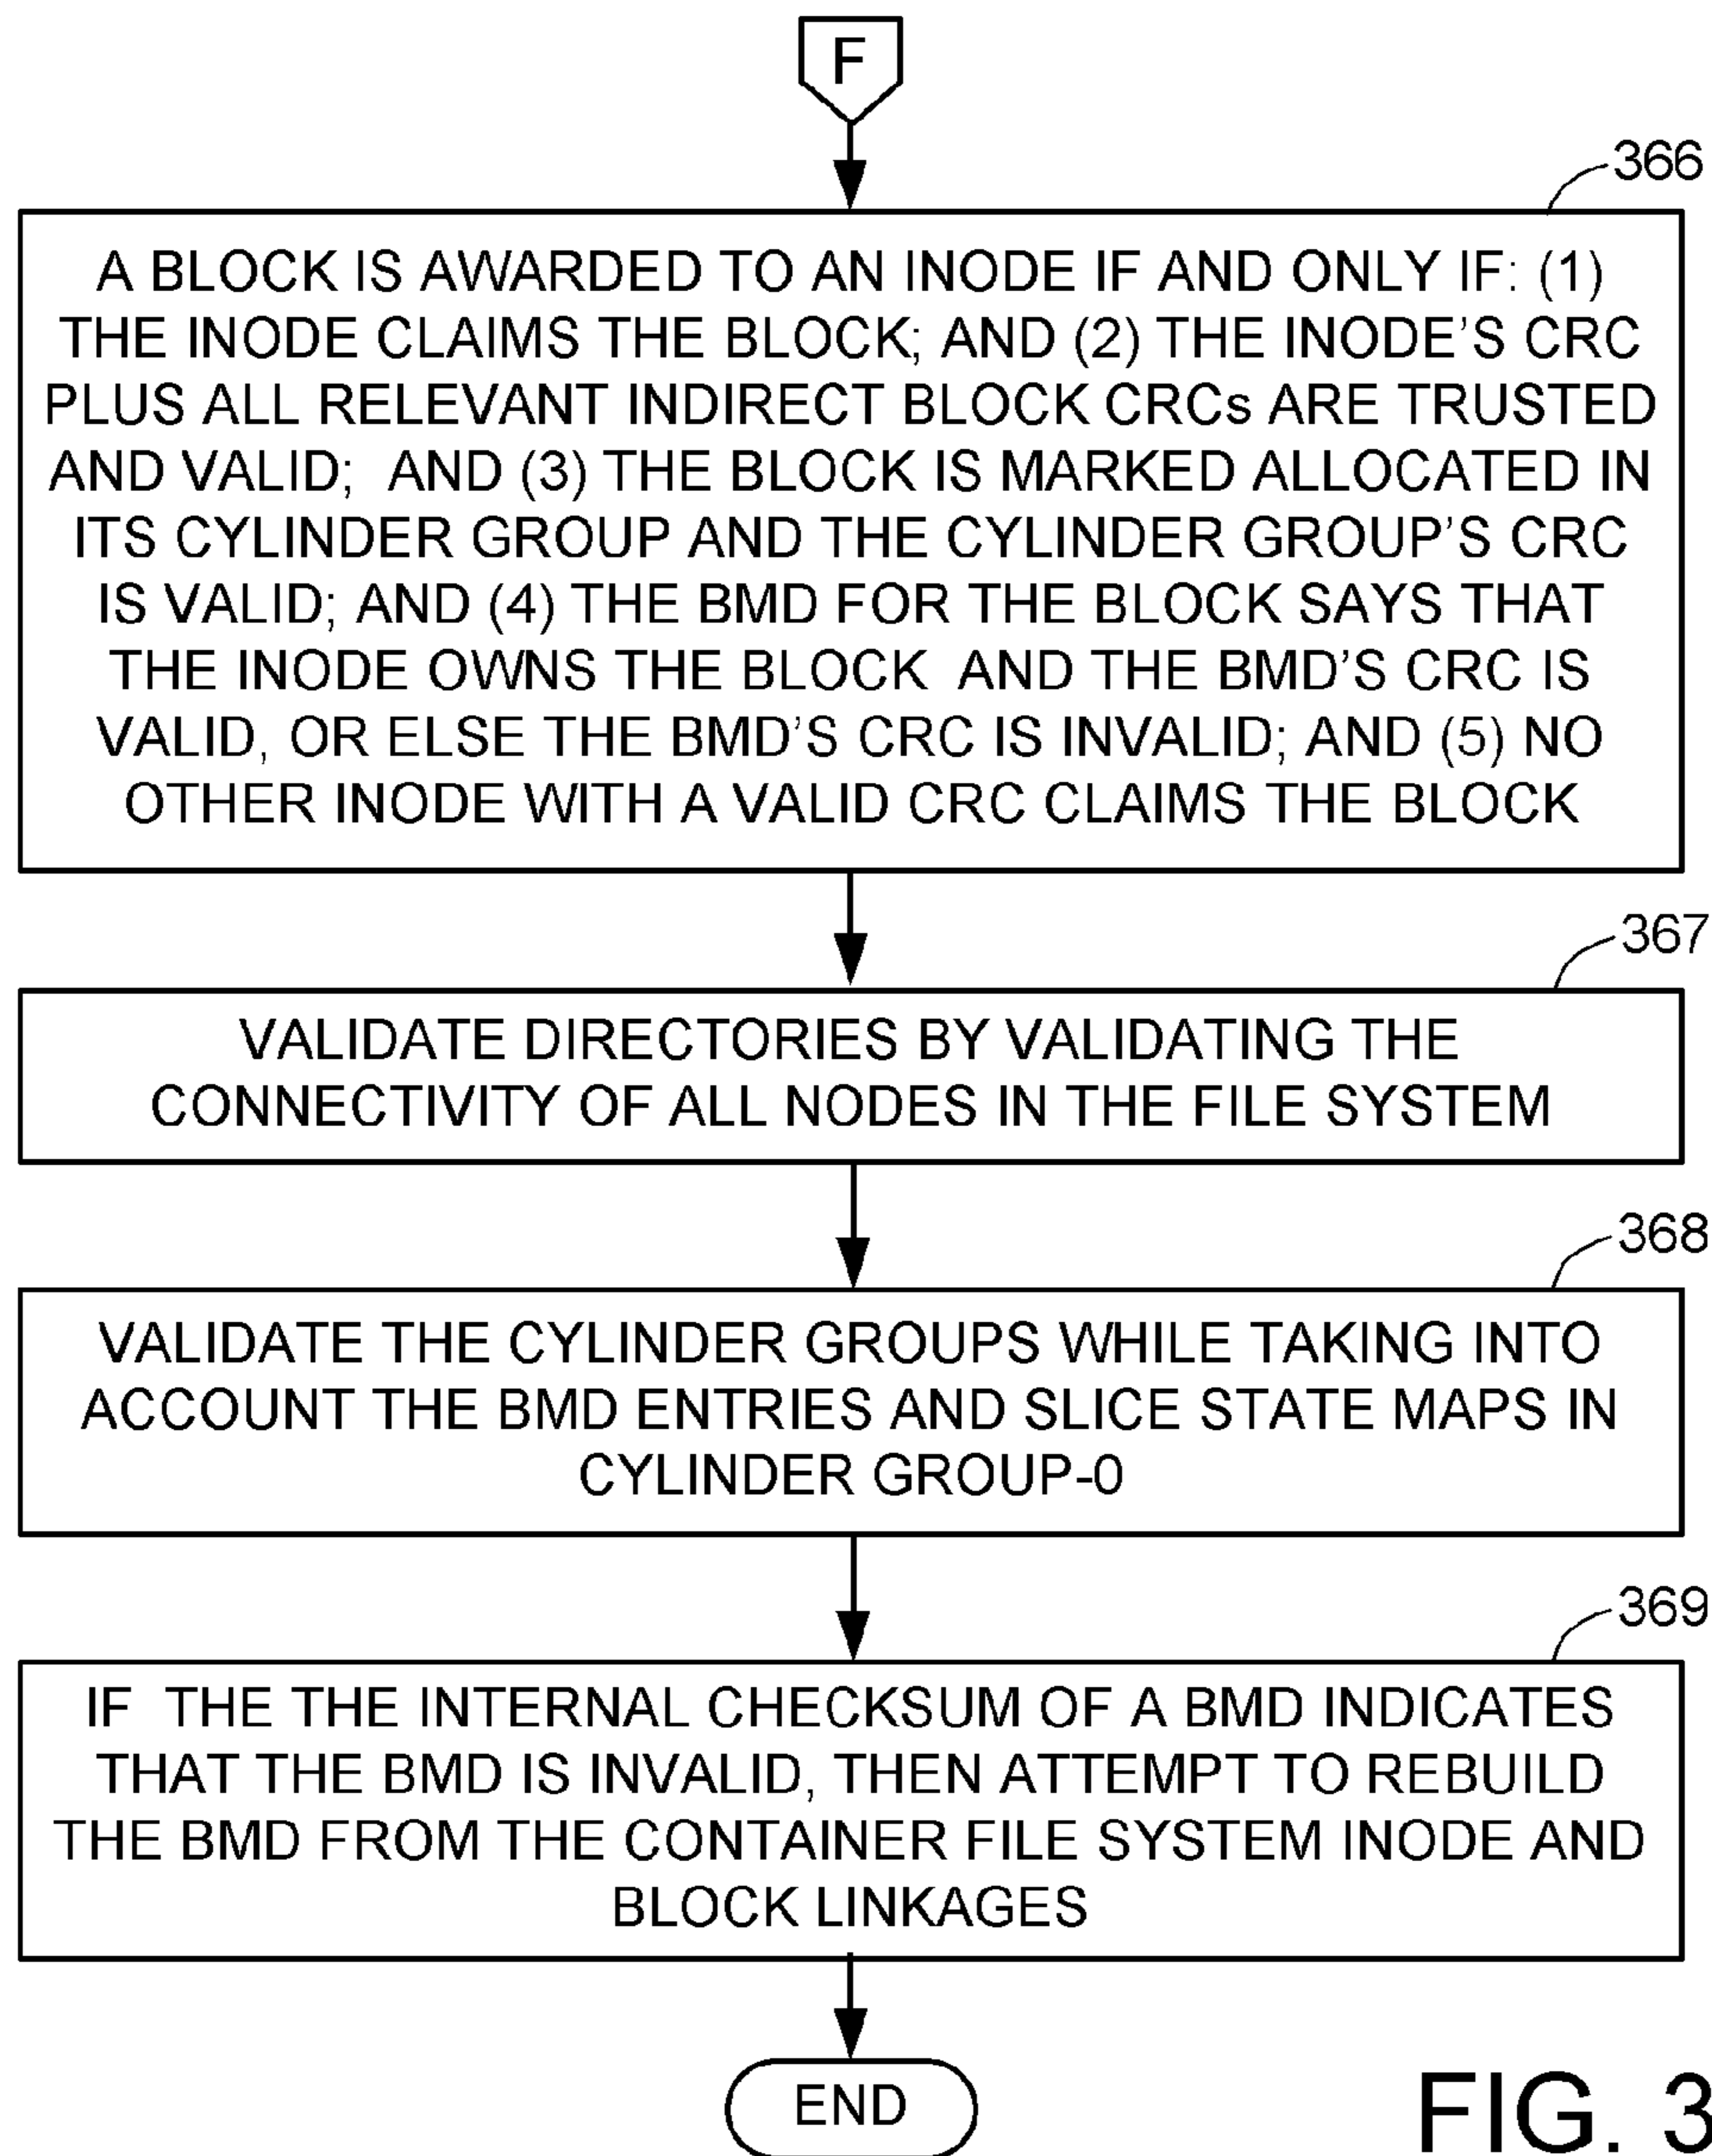 F
366
A BLOCK IS AWARDED TO AN INODE IF AND ONLY IF: (1)
THE INODE CLAIMS THE BLOCK; AND (2) THE INODE'S CRC
PLUS ALL RELEVANT INDIRECT BLOCK CRCs ARE TRUSTED
AND VALID; AND (3) THE BLOCK IS MARKED ALLOCATED IN
ITS CYLINDER GROUP AND THE CYLINDER GROUP'S CRC
IS VALID; AND (4) THE BMD FOR THE BLOCK SAYS THAT
THE INODE OWNS THE BLOCK AND THE BMD'S CRC IS
VALID, OR ELSE THE BMD'S CRC IS INVALID; AND (5) NO
OTHER INODE WITH A VALID CRC CLAIMS THE BLOCK
367
VALIDATE DIRECTORIES BY VALIDATING THE
CONNECTIVITY OF ALL NODES IN THE FILE SYSTEM
368
VALIDATE THE CYLINDER GROUPS WHILE TAKING INTO
ACCOUNT THE BMD ENTRIES AND SLICE STATE MAPS IN
CYLINDER GROUP-0
369
IF THE THE INTERNAL CHECKSUM OF A BMD INDICATES
THAT THE BMD IS INVALID, THEN ATTEMPT TO REBUILD
THE BMD FROM THE CONTAINER FILE SYSTEM INODE AND
BLOCK LINKAGES
END
FIG. 3